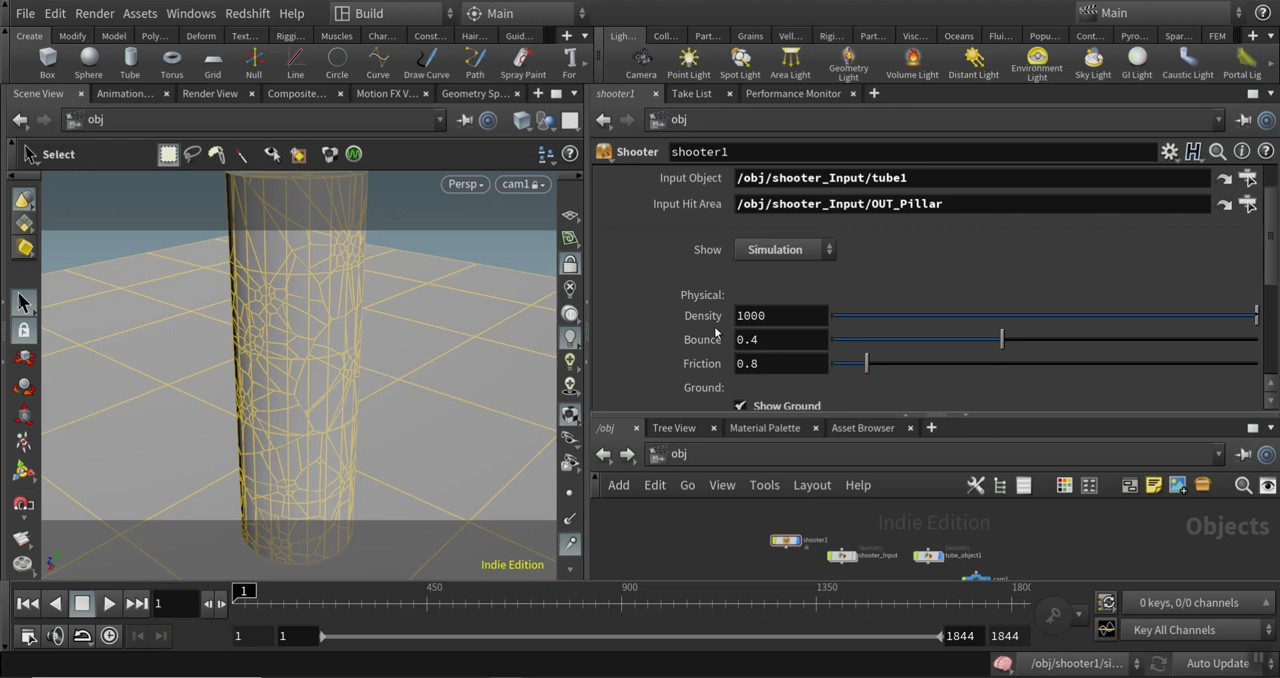 File Edit Render Assets Windows Redshift Help Build Main Main
Create Modify Model Poly... Deform Text... Riggi... Muscles Char... Const... Hair... Guid... Ligh... Coll... Part... Grains Vell... Rigi... Part... Visc... Oceans Flui... Popu... Cont... Pyro... Spar... FEM
Box Sphere Tube Torus Grid Null Line Circle Curve Draw Curve Path Spray Paint For Camera Point Light Spot Light Area Light Geometry Light Volume Light Distant Light Environment Light Sky Light GI Light Caustic Light Portal Lig
Scene View Animation... Render View Composite... Motion FX V... Geometry Sp... shooter1 Take List Performance Monitor
obj obj
Select Shooter shooter1
Persp cam1
Input Object /obj/shooter_Input/tube1
Input Hit Area /obj/shooter_Input/OUT_Pillar
Show Simulation
Physical:
Density 1000
Bounce 0.4
Friction 0.8
Ground:
Show Ground
/obj Tree View Material Palette Asset Browser
obj
Add Edit Go View Tools Layout Help
Indie Edition Objects
shooter1
Geometry
shooter_Input
Geometry
tube_object1
cam1
Indie Edition
1 1 450 900 1350 1800 0 keys, 0/0 channels
1 1 1844 1844 Key All Channels
/obj/shooter1/si... Auto Update